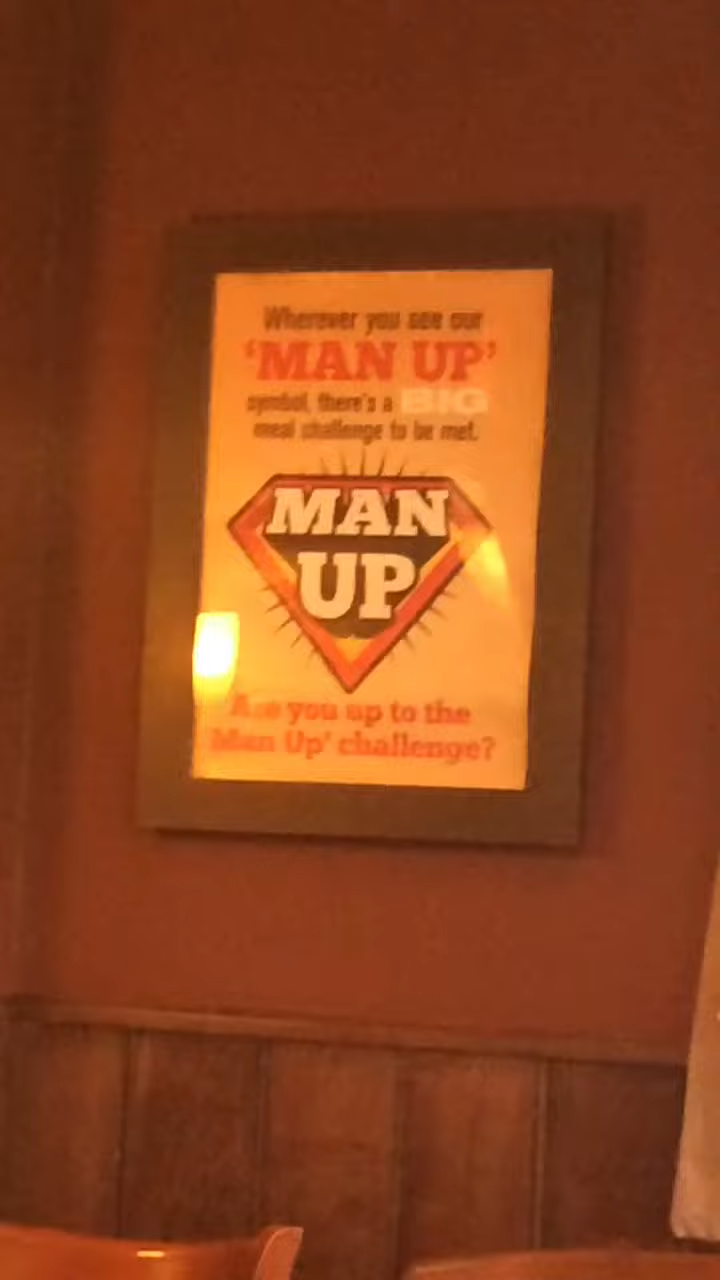 Wherever you see our
'MAN UP'
symbol, there's a BIG
meal challenge to be met.
MAN
UP
Are you up to the
'Man Up' challenge?